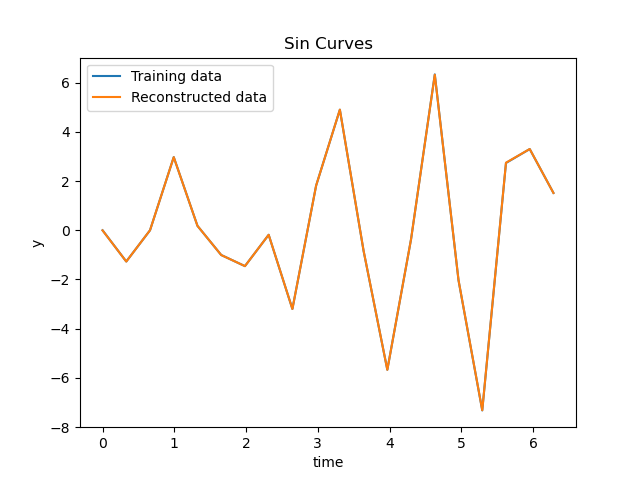 Sin Curves
Training data
Reconstructed data
6
4
2
0
−2
−4
−6
−8
y
0 1 2 3 4 5 6
time